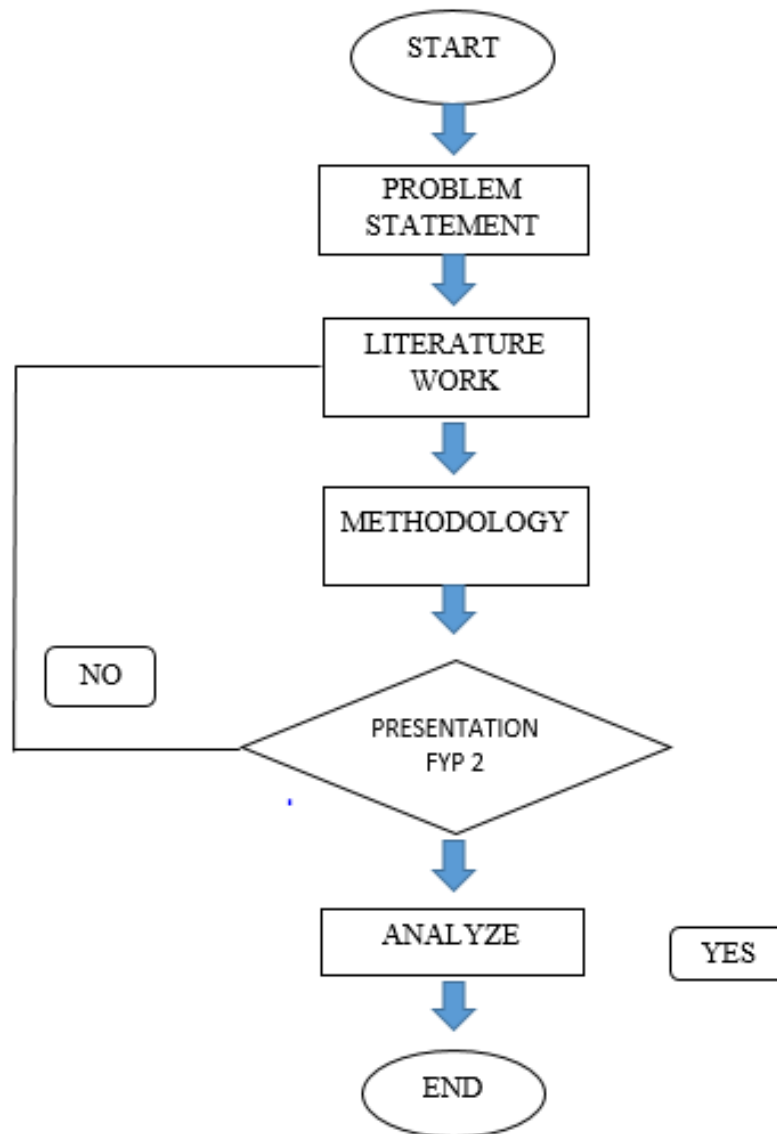 START
PROBLEM
STATEMENT
LITERATURE
WORK
METHODOLOGY
NO
PRESENTATION
FYP 2
ANALYZE
YES
END